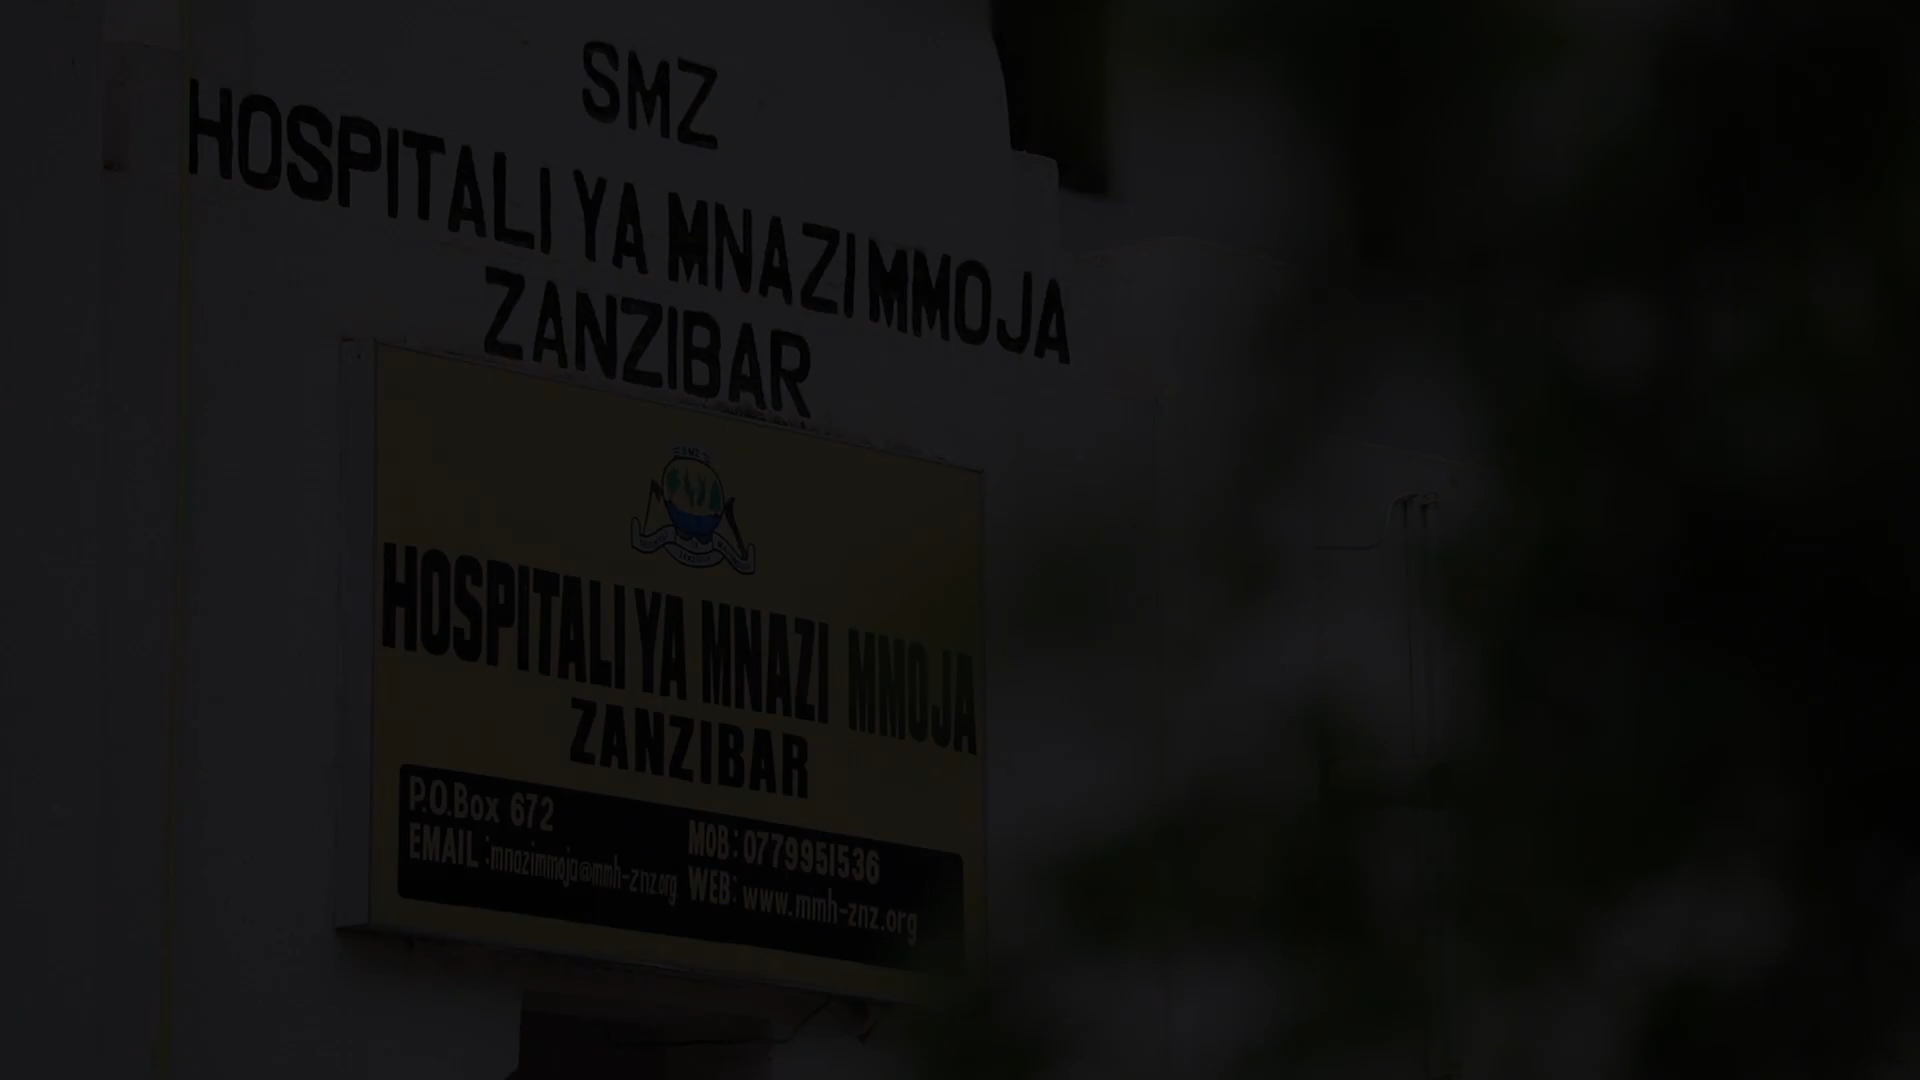 SMZ
HOSPITALI YA MNAZI MMOJA
ZANZIBAR
SMZ
HOSPITALI YA MNAZI MMOJA
ZANZIBAR
P.O.Box 672
MOB: 0779951536
EMAIL :mnazimmoja@mmh-znz.org
WEB: www.mmh-znz.org